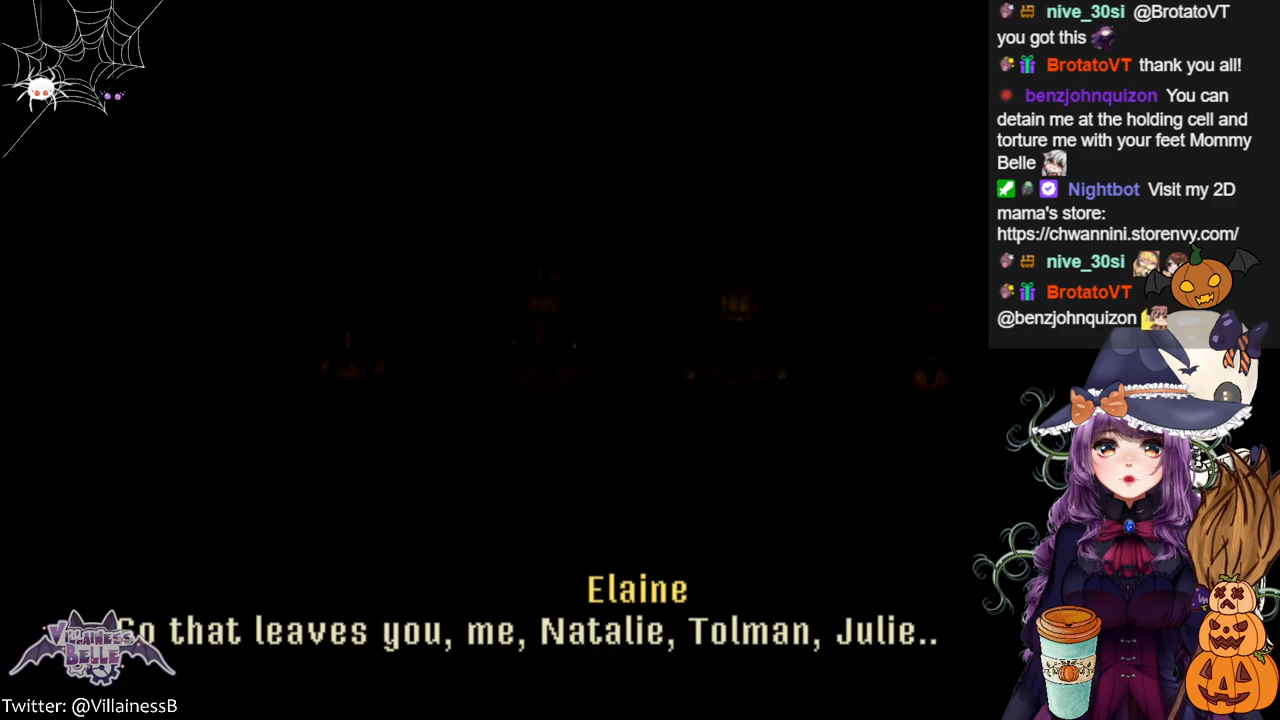 nive_30si @BrotatoVT
you got this
BrotatoVT thank you all!
benzjohnquizon You can
detain me at the holding cell and
torture me with your feet Mommy
Belle
Nightbot Visit my 2D
mama's store:
https://chwannini.storenvy.com/
nive_30si
BrotatoVT
@benzjohnquizon
Elaine
So that leaves you, me, Natalie, Tolman, Julie..
VILLAINESS
BELLE
Twitter: @VillainessB